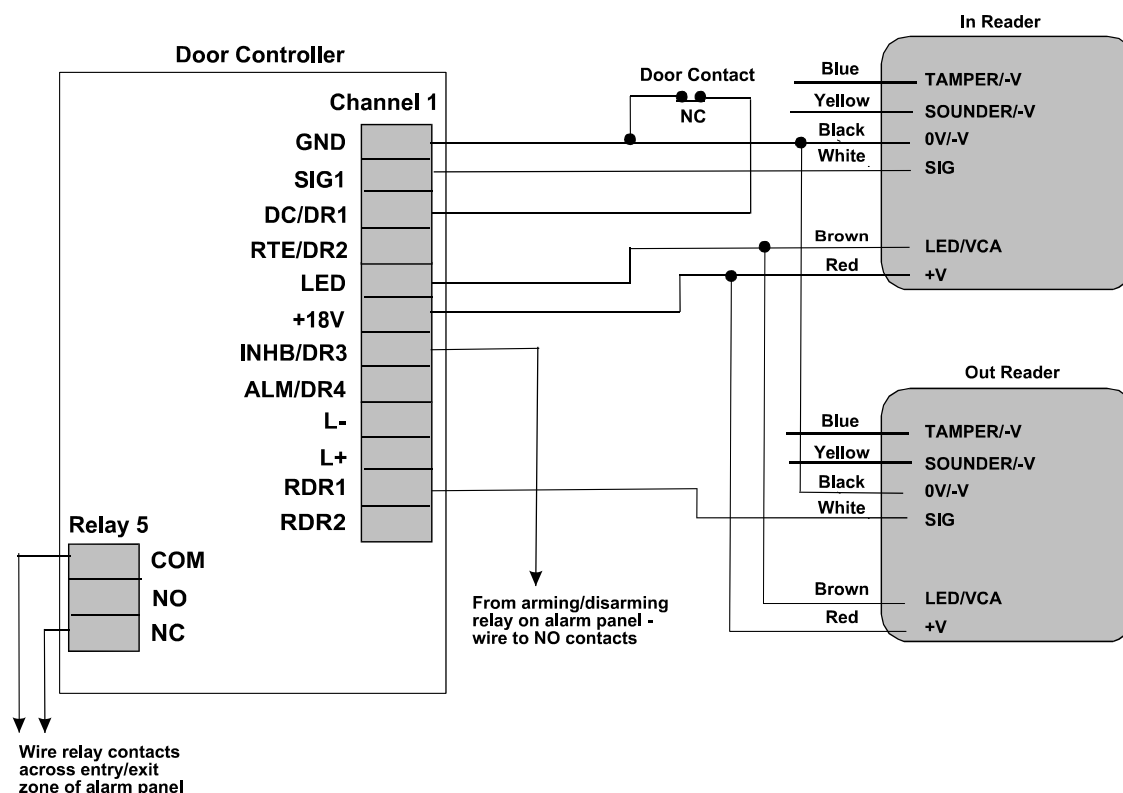 In Reader
Door Controller
Door Contact
NC
Channel 1
GND
SIG1
DC/DR1
RTE/DR2
LED
+18V
INHB/DR3
ALM/DR4
L-
L+
RDR1
RDR2
Blue
TAMPER/-V
Yellow
SOUNDER/-V
Black
0V/-V
White
SIG
Brown
LED/VCA
Red
+V
Out Reader
Blue
TAMPER/-V
Yellow
SOUNDER/-V
Black
0V/-V
White
SIG
Brown
LED/VCA
Red
+V
Relay 5
COM
NO
NC
From arming/disarming
relay on alarm panel -
wire to NO contacts
Wire relay contacts
across entry/exit
zone of alarm panel